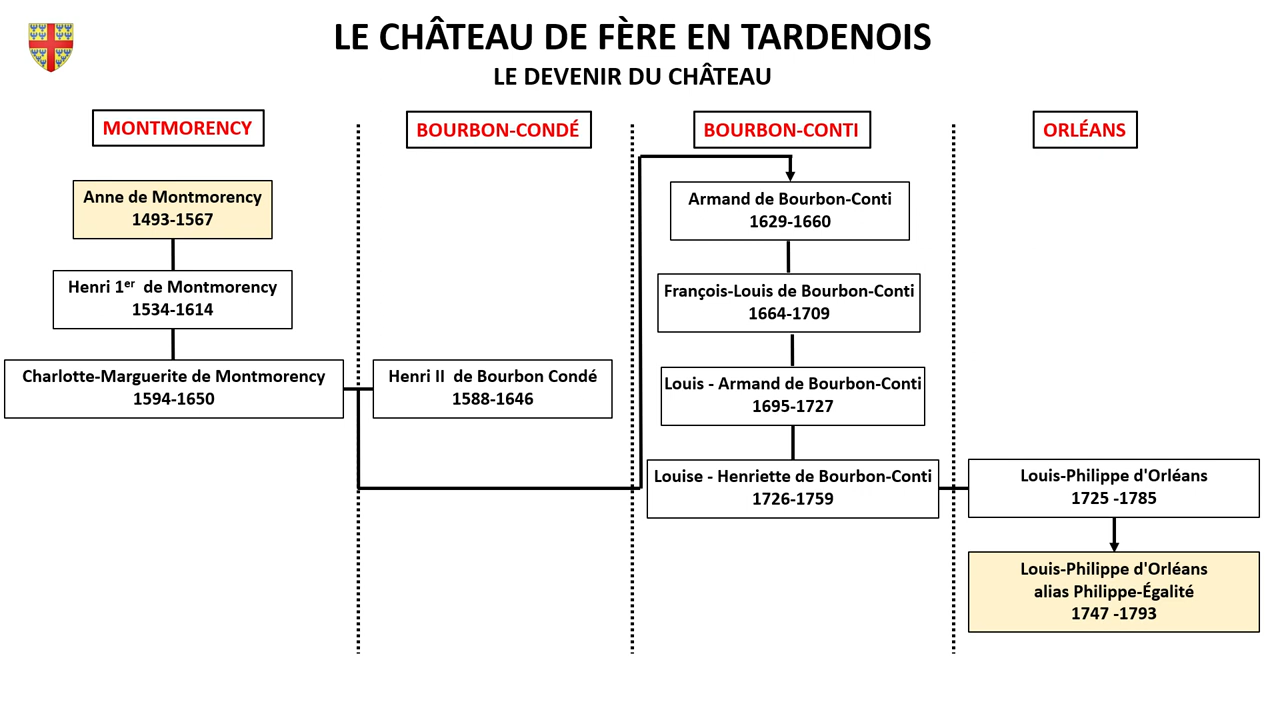 LE CHÂTEAU DE FÈRE EN TARDENOIS
LE DEVENIR DU CHÂTEAU
MONTMORENCY
Anne de Montmorency
1493-1567
Henri 1er de Montmorency
1534-1614
Charlotte-Marguerite de Montmorency
1594-1650
BOURBON-CONDÉ
Henri II de Bourbon Condé
1588-1646
BOURBON-CONTI
Armand de Bourbon-Conti
1629-1660
François-Louis de Bourbon-Conti
1664-1709
Louis - Armand de Bourbon-Conti
1695-1727
Louise - Henriette de Bourbon-Conti
1726-1759
ORLÉANS
Louis-Philippe d'Orléans
1725 -1785
Louis-Philippe d'Orléans
alias Philippe-Égalité
1747 -1793